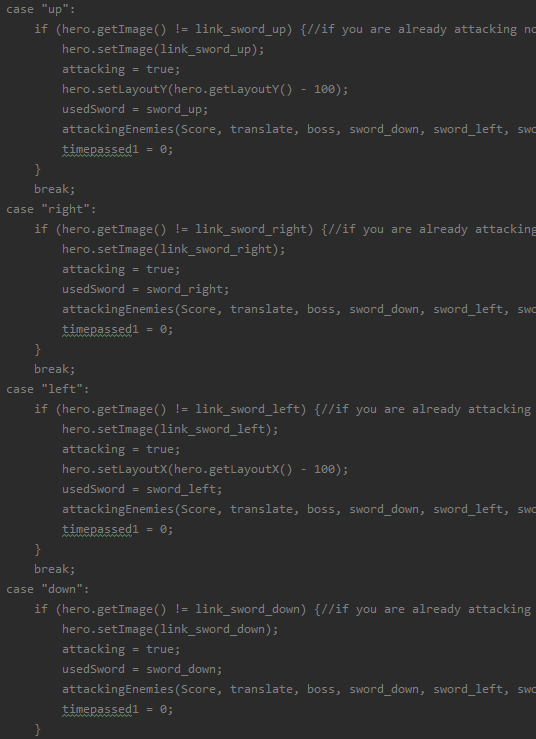 case "up":
    if (hero.getImage() != link_sword_up) {//if you are already attacking
        hero.setImage(link_sword_up);
        attacking = true;
        hero.setLayoutY(hero.getLayoutY() - 100);
        usedSword = sword_up;
        attackingEnemies(Score, translate, boss, sword_down, sword_left,
        timepassed1 = 0;
    }
    break;
case "right":
    if (hero.getImage() != link_sword_right) {//if you are already attacking
        hero.setImage(link_sword_right);
        attacking = true;
        usedSword = sword_right;
        attackingEnemies(Score, translate, boss, sword_down, sword_left,
        timepassed1 = 0;
    }
    break;
case "left":
    if (hero.getImage() != link_sword_left) {//if you are already attacking
        hero.setImage(link_sword_left);
        attacking = true;
        hero.setLayoutX(hero.getLayoutX() - 100);
        usedSword = sword_left;
        attackingEnemies(Score, translate, boss, sword_down, sword_left,
        timepassed1 = 0;
    }
    break;
case "down":
    if (hero.getImage() != link_sword_down) {//if you are already attacking
        hero.setImage(link_sword_down);
        attacking = true;
        usedSword = sword_down;
        attackingEnemies(Score, translate, boss, sword_down, sword_left,
        timepassed1 = 0;
    }